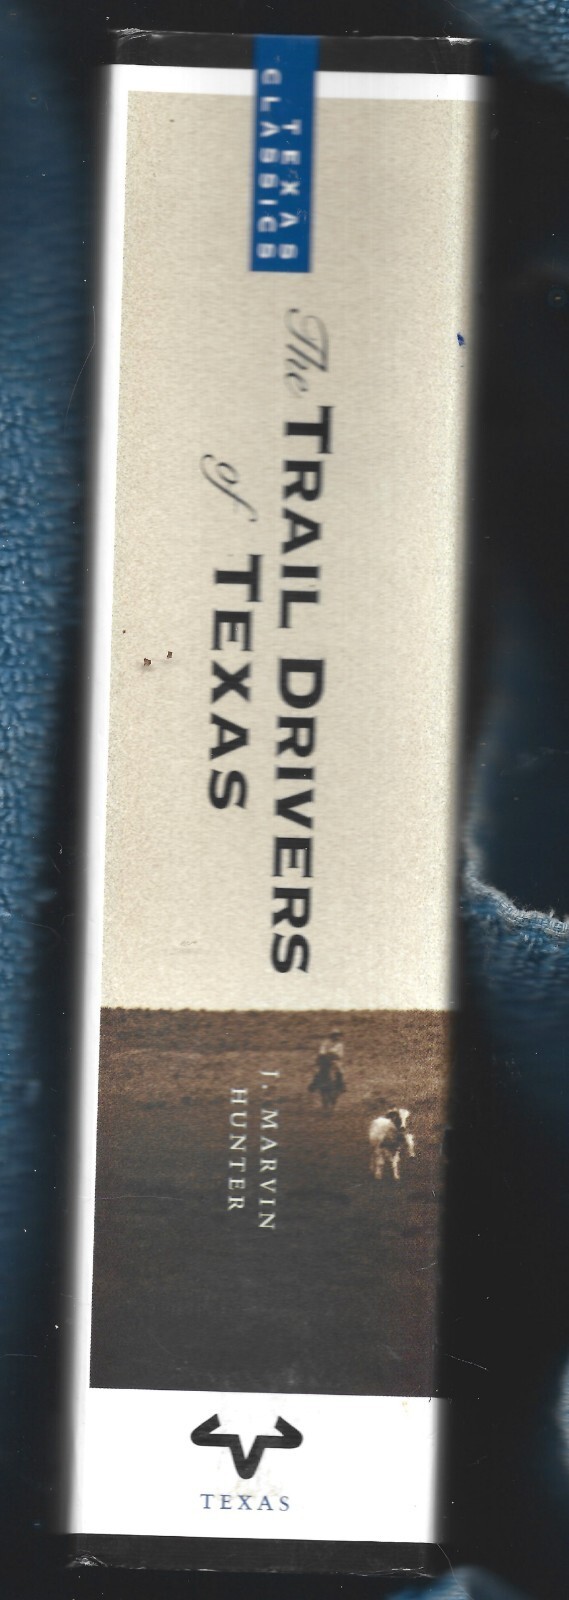 TEXAS
CLASSICS
The TRAIL DRIVERS
of TEXAS
J. MARVIN
HUNTER
TEXAS